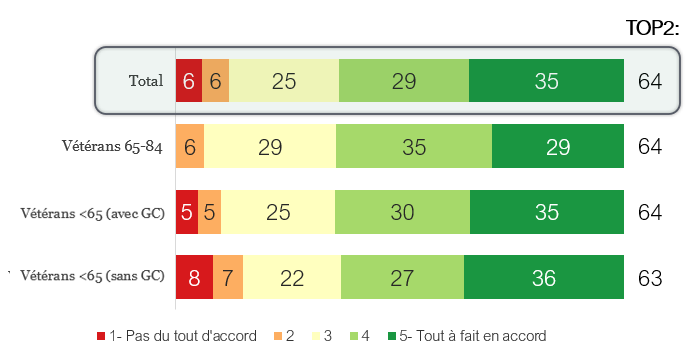 TOP2:
Total 6 6 25 29 35 64
Vétérans 65-84 6 29 35 29 64
Vétérans <65 (avec GC) 5 5 25 30 35 64
Vétérans <65 (sans GC) 8 7 22 27 36 63
1- Pas du tout d'accord 2 3 4 5- Tout à fait en accord